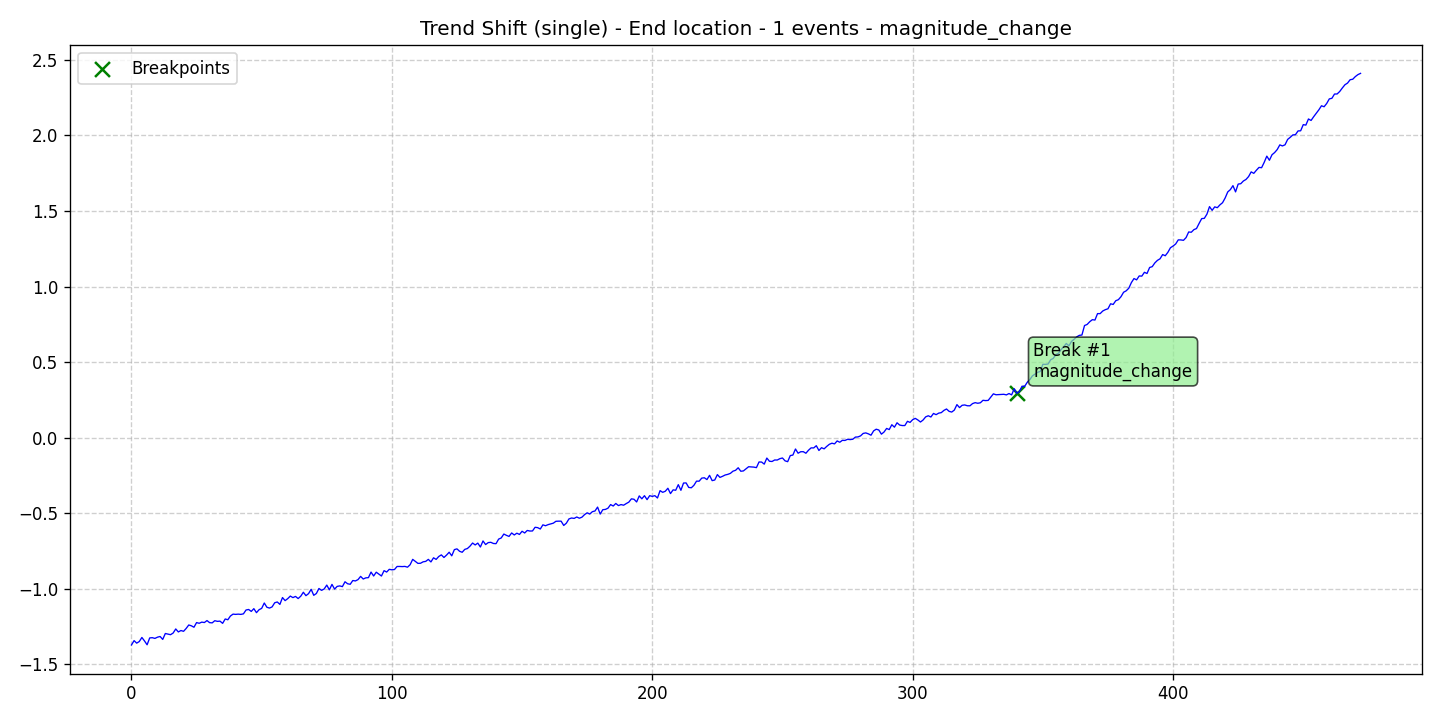 Trend Shift (single) - End location - 1 events - magnitude_change
2.5
Breakpoints
2.0
1.5
1.0
0.5
Break #1
magnitude_change
0.0
−0.5
−1.0
−1.5
0 100 200 300 400